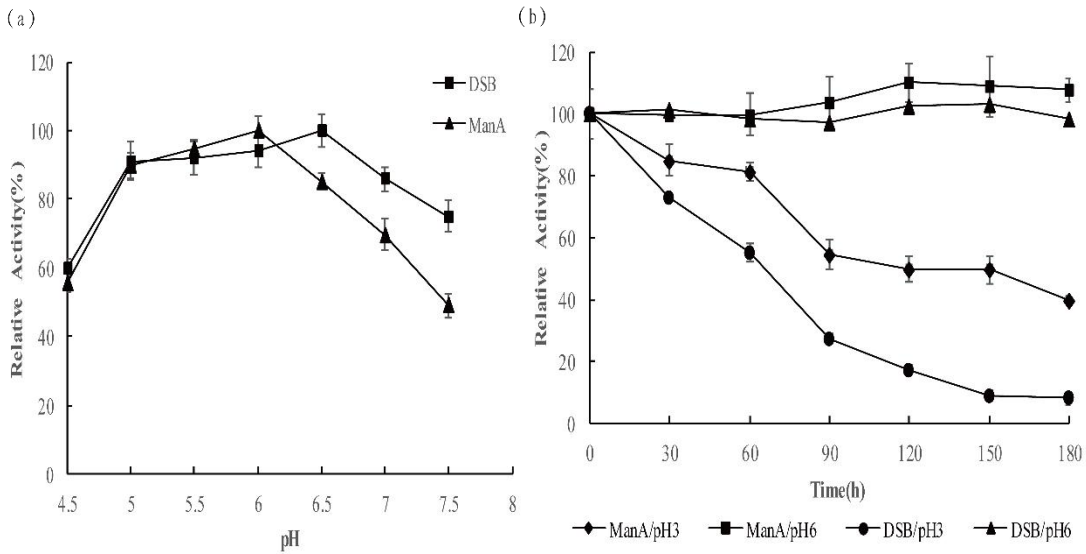 (a)
120
100
80
60
40
20
0
Relative Activity(%)
DSB
ManA
4.5 5 5.5 6 6.5 7 7.5 8
pH
(b)
120
100
80
60
40
20
0
Relative Activity(%)
0 30 60 90 120 150 180
Time(h)
ManA/pH3 ManA/pH6 DSB/pH3 DSB/pH6